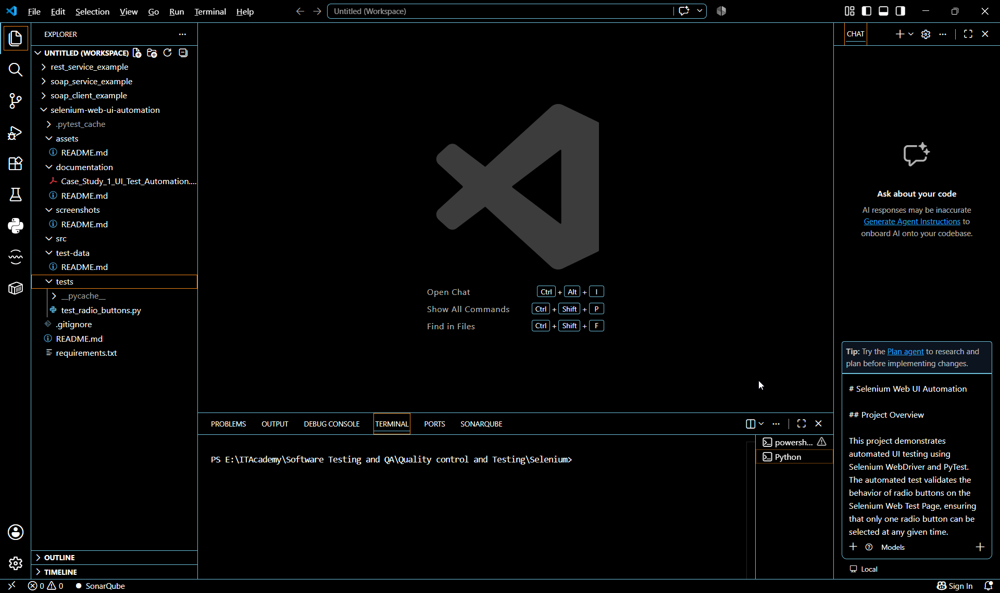 File Edit Selection View Go Run Terminal Help
Untitled (Workspace)
EXPLORER
UNTITLED (WORKSPACE)
rest_service_example
soap_service_example
soap_client_example
selenium-web-ui-automation
.pytest_cache
assets
README.md
documentation
Case_Study_1_UI_Test_Automation....
README.md
screenshots
README.md
src
test-data
README.md
tests
__pycache__
test_radio_buttons.py
.gitignore
README.md
requirements.txt
OUTLINE
TIMELINE
Open Chat Ctrl + Alt + I
Show All Commands Ctrl + Shift + P
Find in Files Ctrl + Shift + F
PROBLEMS OUTPUT DEBUG CONSOLE TERMINAL PORTS SONARQUBE
PS E:\ITAcademy\Software Testing and QA\Quality control and Testing\Selenium>
powersh...
Python
CHAT
Ask about your code
AI responses may be inaccurate
Generate Agent Instructions to
onboard AI onto your codebase.
Tip: Try the Plan agent to research and
plan before implementing changes.
# Selenium Web UI Automation
## Project Overview
This project demonstrates
automated UI testing using
Selenium WebDriver and PyTest.
The automated test validates the
behavior of radio buttons on the
Selenium Web Test Page, ensuring
that only one radio button can be
selected at any given time.
Models
Local
0 0 SonarQube
Sign In